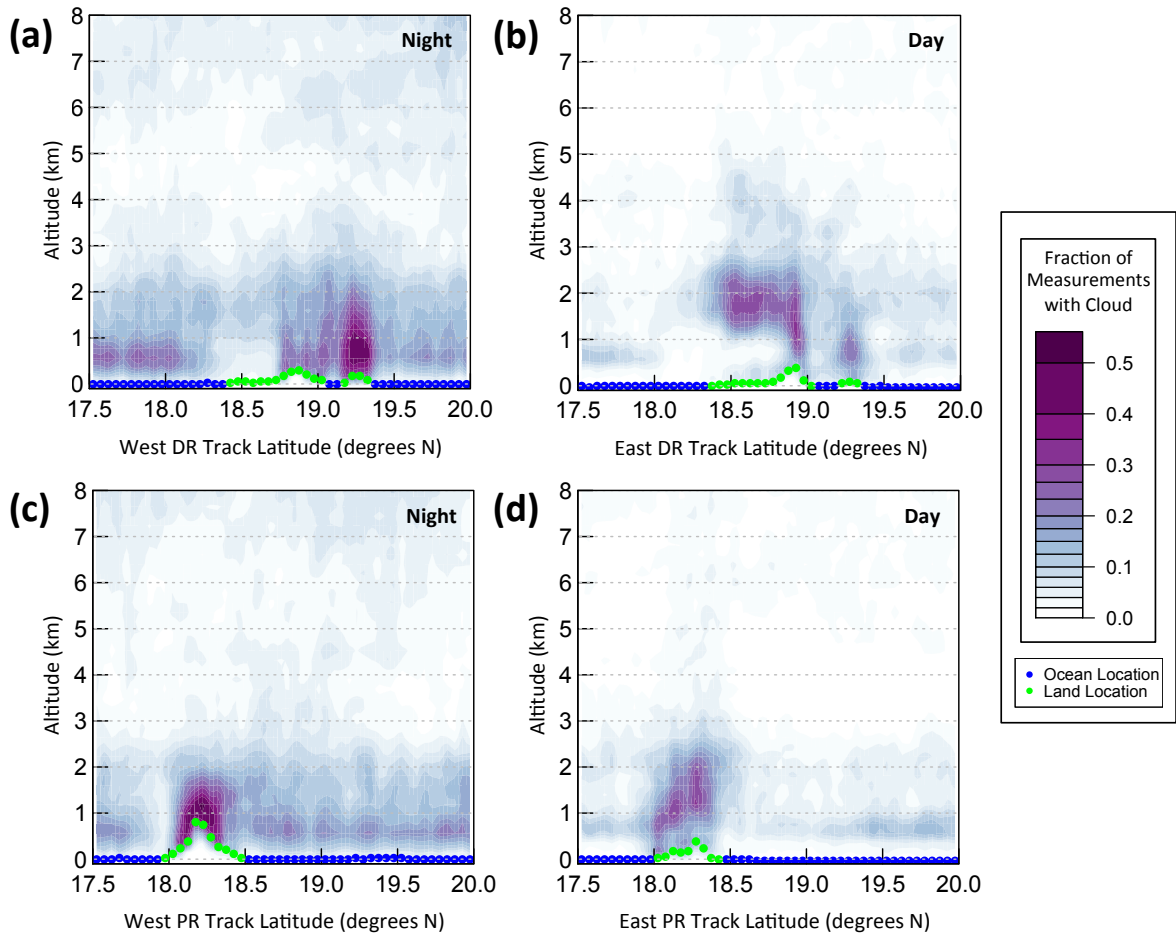 (a)
Night
8
7
6
5
4
3
2
1
0
Altitude (km)
17.5 18.0 18.5 19.0 19.5 20.0
West DR Track Latitude (degrees N)
(b)
Day
8
7
6
5
4
3
2
1
0
Altitude (km)
17.5 18.0 18.5 19.0 19.5 20.0
East DR Track Latitude (degrees N)
(c)
Night
8
7
6
5
4
3
2
1
0
Altitude (km)
17.5 18.0 18.5 19.0 19.5 20.0
West PR Track Latitude (degrees N)
(d)
Day
8
7
6
5
4
3
2
1
0
Altitude (km)
17.5 18.0 18.5 19.0 19.5 20.0
East PR Track Latitude (degrees N)
Fraction of
Measurements
with Cloud
0.5
0.4
0.3
0.2
0.1
0.0
Ocean Location
Land Location